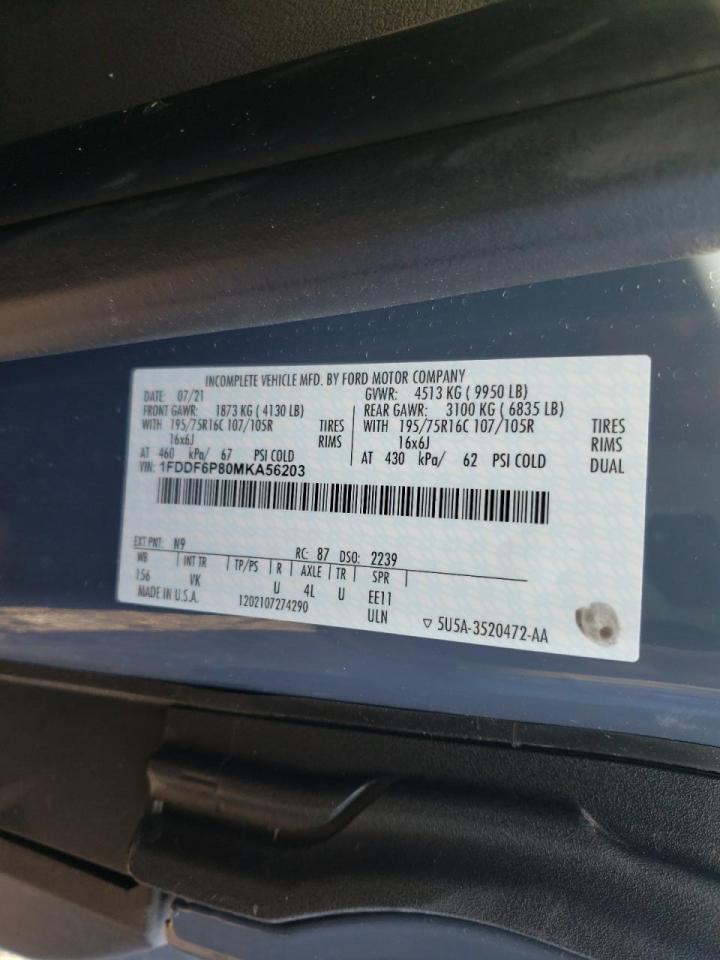 INCOMPLETE VEHICLE MFD. BY FORD MOTOR COMPANY
DATE: 07/21 GVWR: 4513 KG ( 9950 LB)
FRONT GAWR: 1873 KG ( 4130 LB) REAR GAWR: 3100 KG ( 6835 LB)
WITH 195/75R16C 107/105R TIRES WITH 195/75R16C 107/105R TIRES
16x6J RIMS 16x6J RIMS
AT 460 kPa/ 67 PSI COLD AT 430 kPa/ 62 PSI COLD DUAL
VIN: 1FDDF6P80MKA56203
EXT PNT: N9 RC: 87 DSO: 2239
WB INT TR TP/PS R AXLE TR SPR
156 VK U 4L U EE11
MADE IN U.S.A. 1202107274290 ULN ▽ 5U5A-3520472-AA